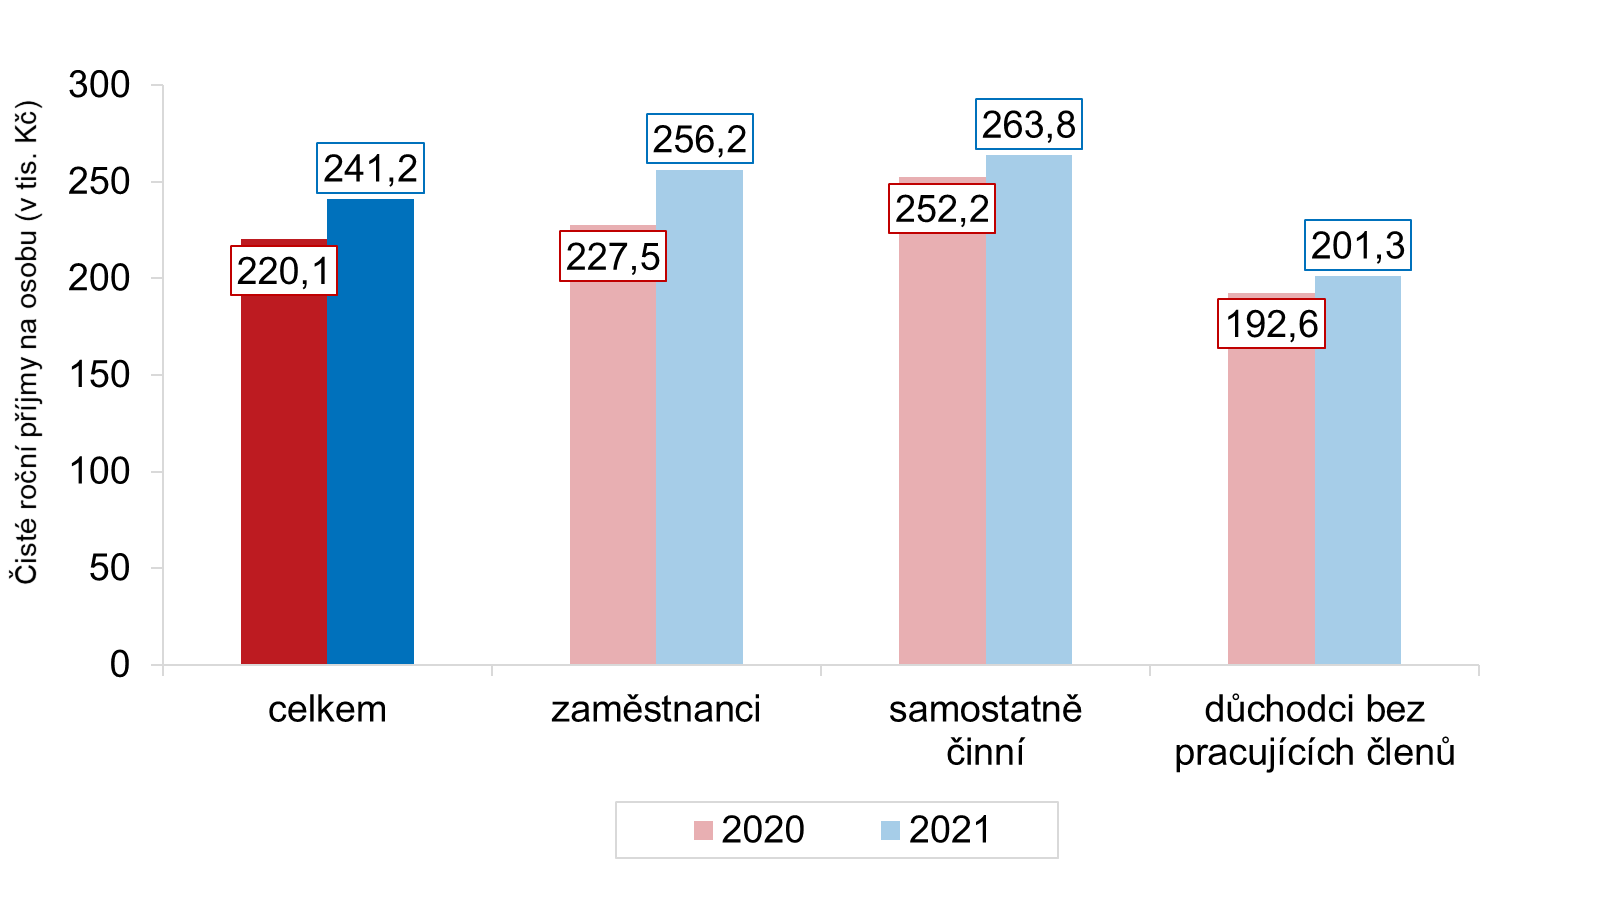 Čisté roční příjmy na osobu (v tis. Kč)
300
250
200
150
100
50
0
220,1
241,2
227,5
256,2
252,2
263,8
192,6
201,3
celkem
zaměstnanci
samostatně
činní
důchodci bez
pracujících členů
2020
2021